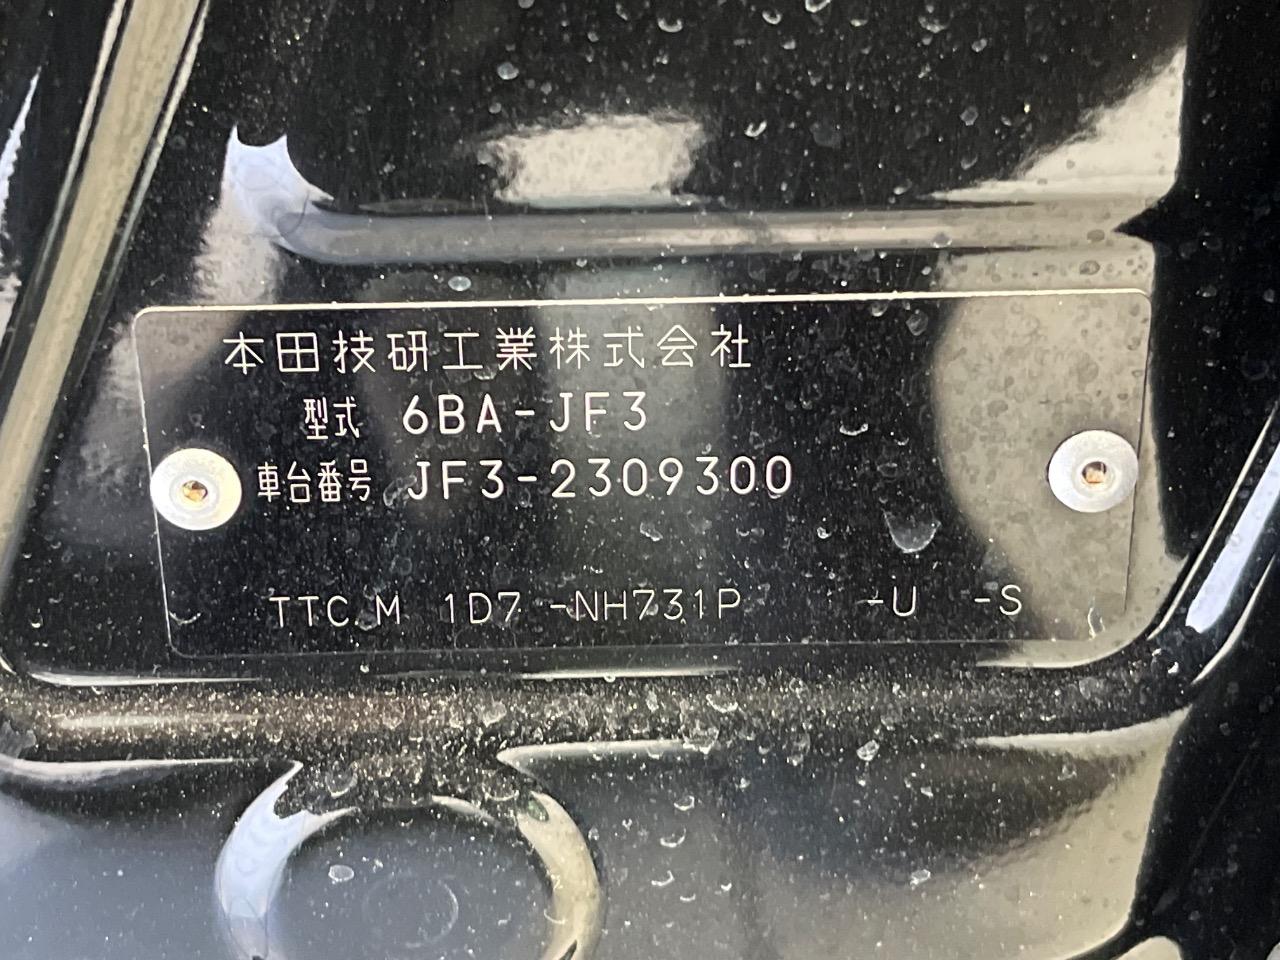 本田技研工業株式会社
型式 6BA-JF3
車台番号 JF3-2309300
TTC.M 1D7 -NH731P -U -S